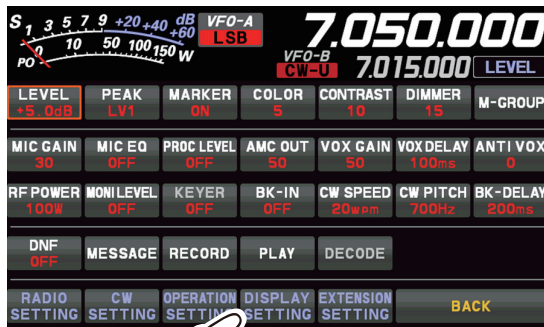 S 1 3 5 7 9 +20 +40 +60 dB
PO 0 10 50 100 150 W
VFO-A
LSB
7.050.000
VFO-B
CW-U
7.015.000
LEVEL
LEVEL PEAK MARKER COLOR CONTRAST DIMMER M-GROUP
+5.0dB LV1 ON 5 10 15
MIC GAIN MIC EQ PROC LEVEL AMC OUT VOX GAIN VOX DELAY ANTI VOX
30 OFF OFF 50 50 100ms 0
RF POWER MONI LEVEL KEYER BK-IN CW SPEED CW PITCH BK-DELAY
100W OFF OFF OFF 20wpm 700Hz 200ms
DNF MESSAGE RECORD PLAY DECODE
OFF
RADIO CW OPERATION DISPLAY EXTENSION BACK
SETTING SETTING SETTING SETTING SETTING